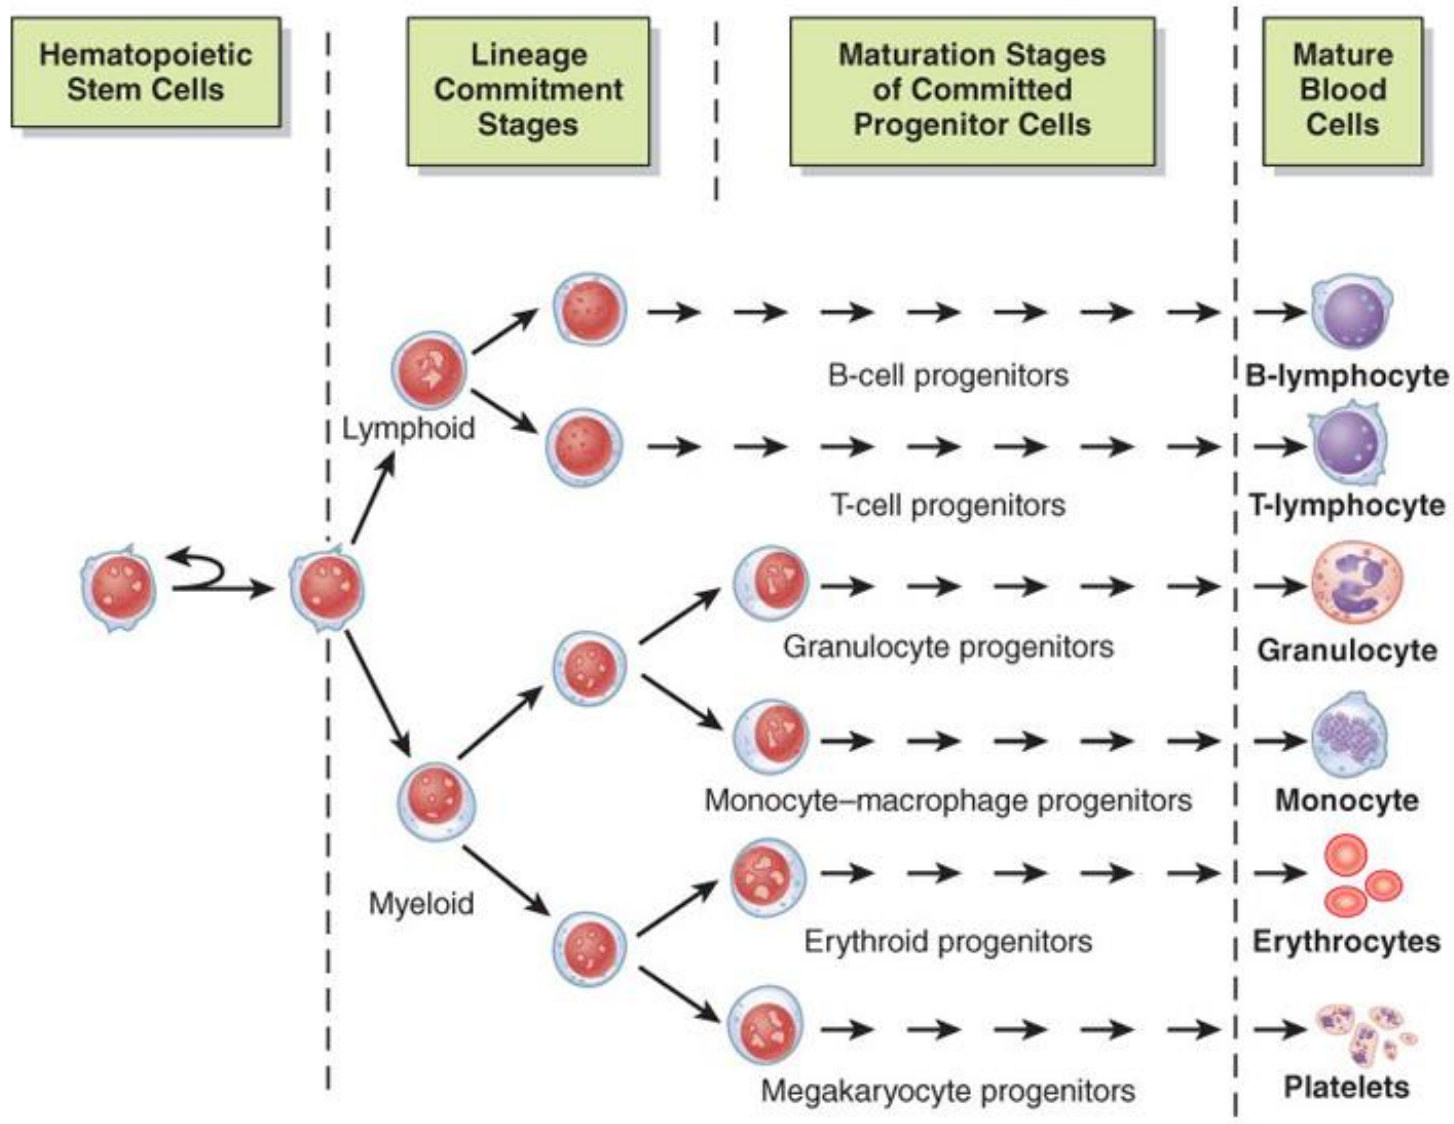 Hematopoietic
Stem Cells
Lineage
Commitment
Stages
Maturation Stages
of Committed
Progenitor Cells
Mature
Blood
Cells
B-cell progenitors
B-lymphocyte
Lymphoid
T-cell progenitors
T-lymphocyte
Granulocyte progenitors
Granulocyte
Monocyte–macrophage progenitors
Monocyte
Myeloid
Erythroid progenitors
Erythrocytes
Megakaryocyte progenitors
Platelets